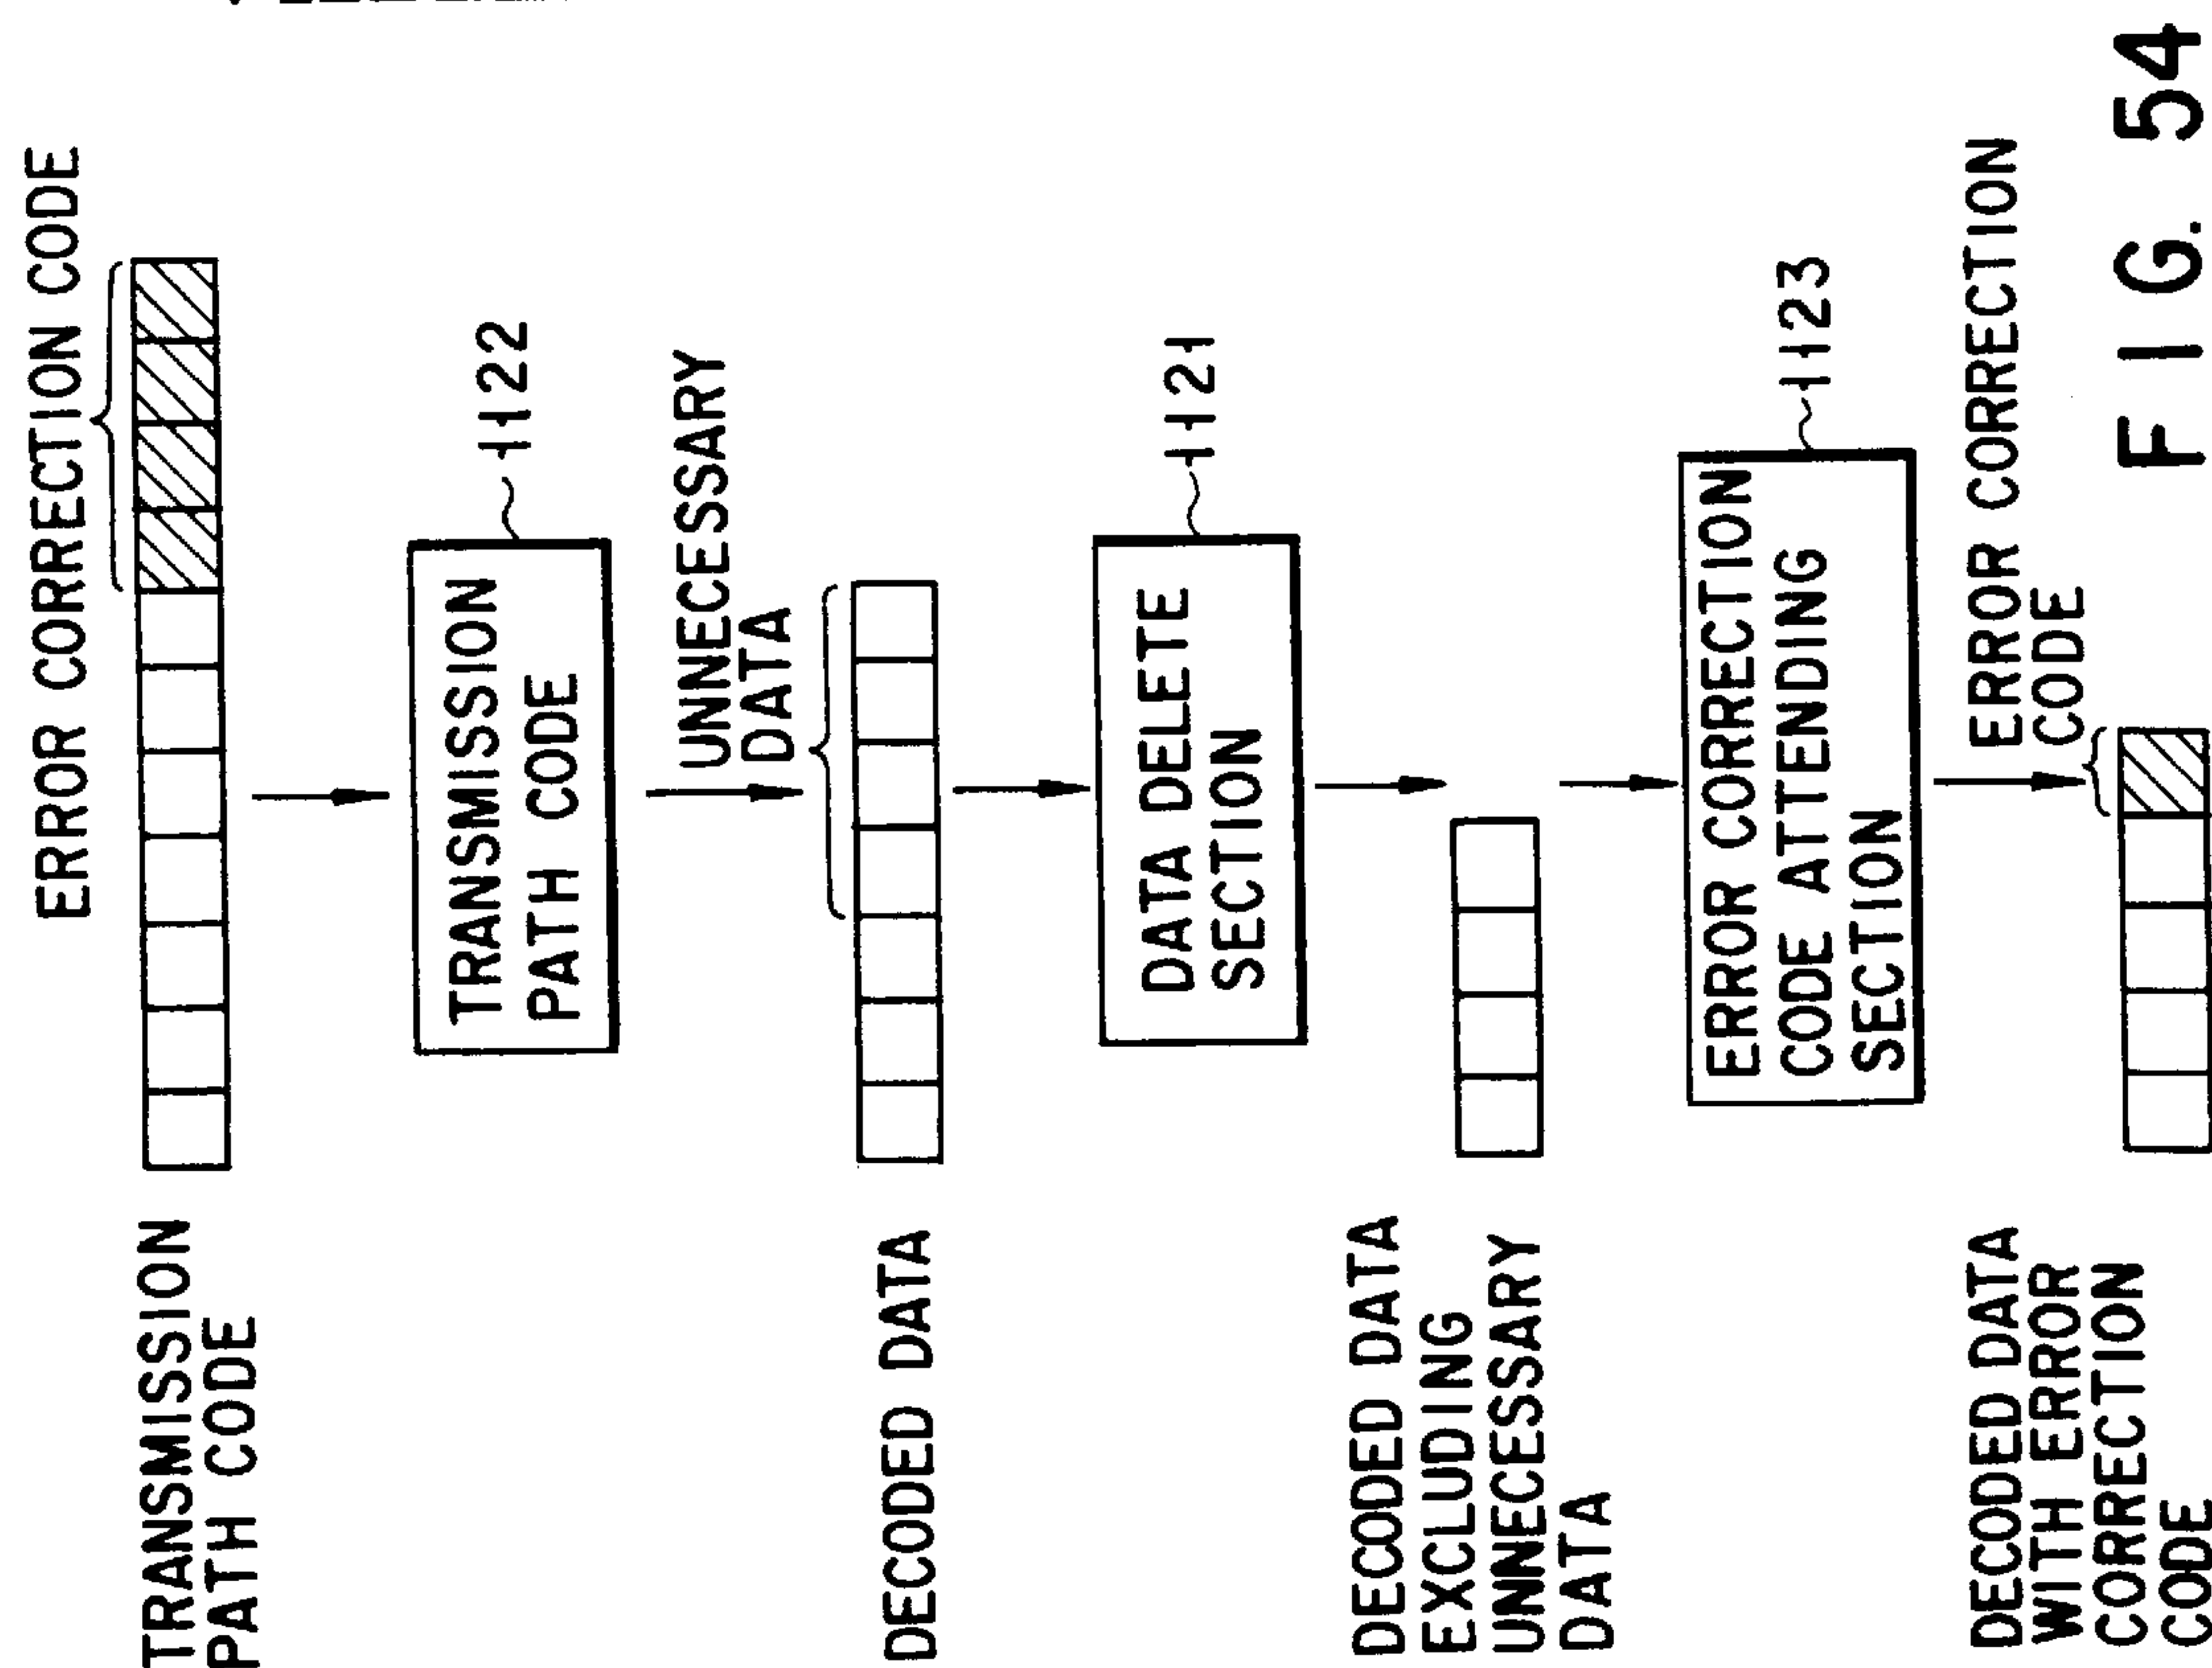 ERROR CORRECTION CODE
TRANSMISSION
PATH CODE
TRANSMISSION
PATH CODE
1122
UNNECESSARY
DATA
DECODED DATA
DATA DELETE
SECTION
1121
DECODED DATA
EXCLUDING
UNNECESSARY
DATA
ERROR CORRECTION
CODE ATTENDING
SECTION
1123
ERROR CORRECTION
CODE
DECODED DATA
WITH ERROR
CORRECTION
CODE
FIG. 54